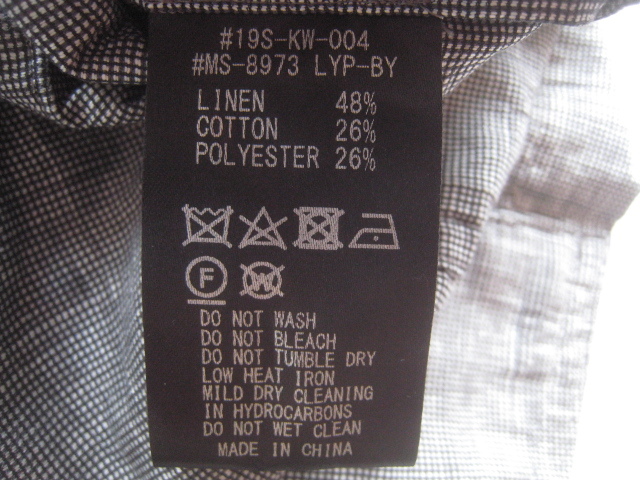 #19S-KW-004
#MS-8973 LYP-BY
LINEN 48%
COTTON 26%
POLYESTER 26%
F W
DO NOT WASH
DO NOT BLEACH
DO NOT TUMBLE DRY
LOW HEAT IRON
MILD DRY CLEANING
IN HYDROCARBONS
DO NOT WET CLEAN
MADE IN CHINA